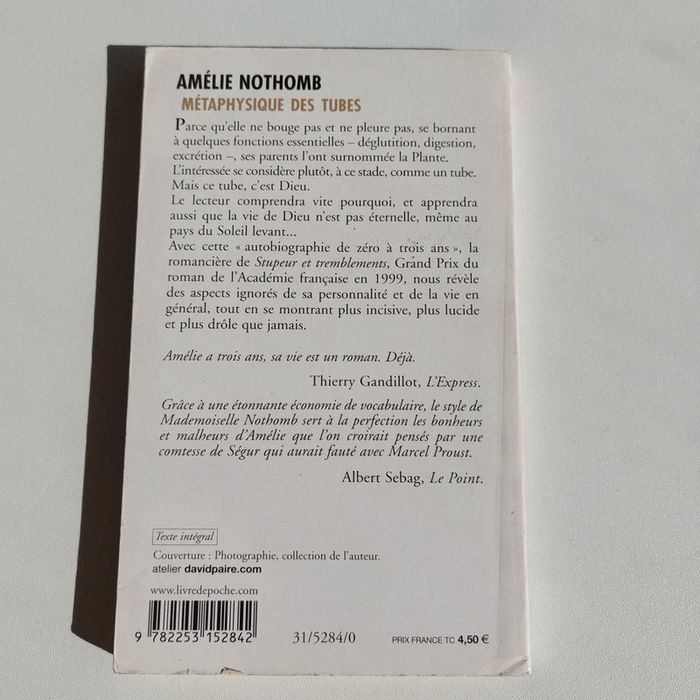 AMÉLIE NOTHOMB
MÉTAPHYSIQUE DES TUBES
Parce qu'elle ne bouge pas et ne pleure pas, se bornant
à quelques fonctions essentielles – déglutition, digestion,
excrétion –, ses parents l'ont surnommée la Plante.
L'intéressée se considère plutôt, à ce stade, comme un tube.
Mais ce tube, c'est Dieu.
Le lecteur comprendra vite pourquoi, et apprendra
aussi que la vie de Dieu n'est pas éternelle, même au
pays du Soleil levant...
Avec cette « autobiographie de zéro à trois ans », la
romancière de Stupeur et tremblements, Grand Prix du
roman de l'Académie française en 1999, nous révèle
des aspects ignorés de sa personnalité et de la vie en
général, tout en se montrant plus incisive, plus lucide
et plus drôle que jamais.
Amélie a trois ans, sa vie est un roman. Déjà.
Thierry Gandillot, L'Express.
Grâce à une étonnante économie de vocabulaire, le style de
Mademoiselle Nothomb sert à la perfection les bonheurs
et malheurs d'Amélie que l'on croirait pensés par une
comtesse de Ségur qui aurait fauté avec Marcel Proust.
Albert Sebag, Le Point.
Texte intégral
Couverture : Photographie, collection de l'auteur.
atelier davidpaire.com
www.livredepoche.com
9 782253 152842
31/5284/0
PRIX FRANCE TC 4,50 €